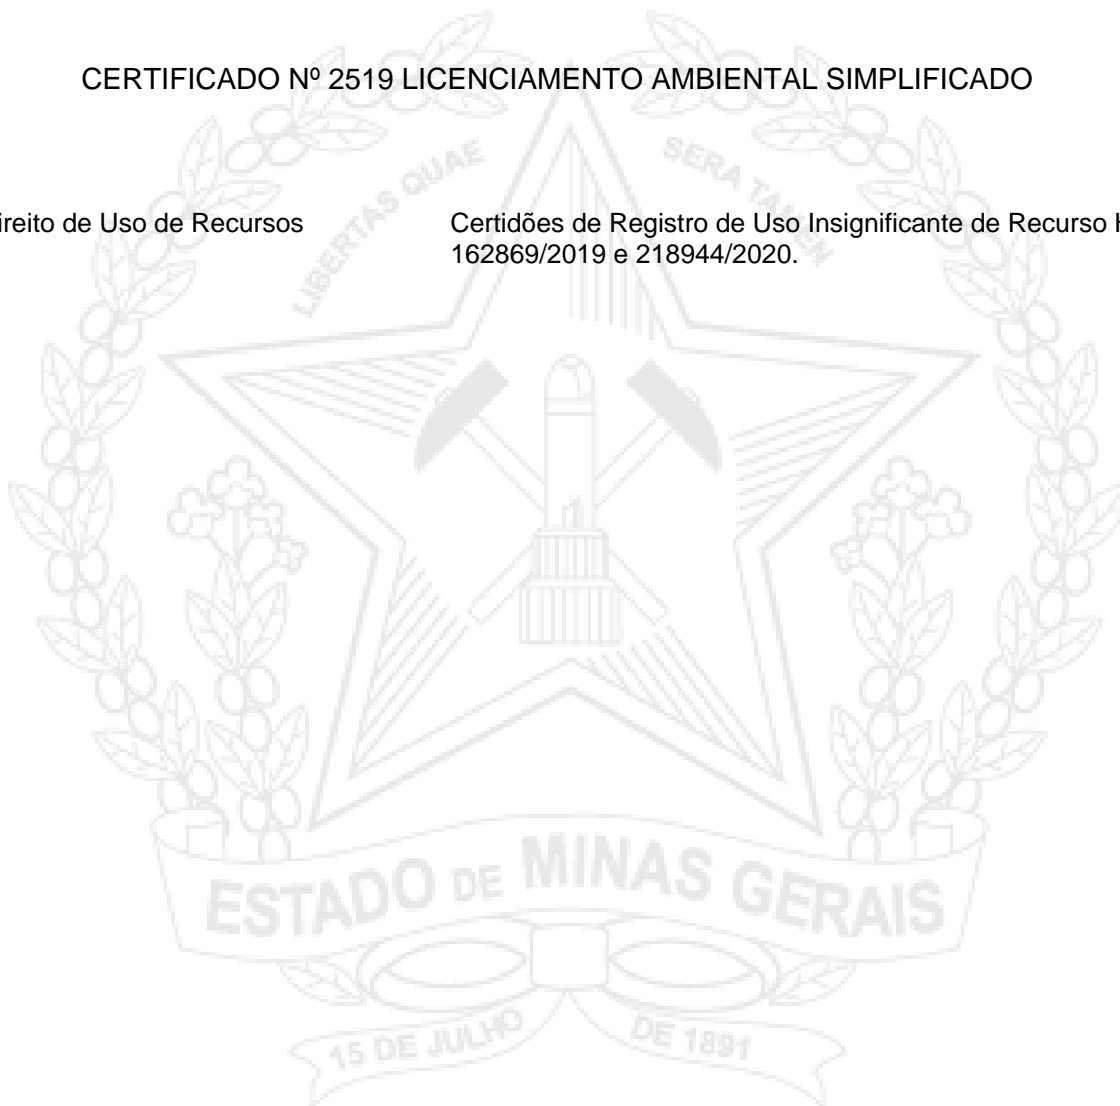 CERTIFICADO Nº 2519 LICENCIAMENTO AMBIENTAL SIMPLIFICADO
LIBERTAS QUAE SERA TAMEN
ireito de Uso de Recursos
Certidões de Registro de Uso Insignificante de Recurso H
162869/2019 e 218944/2020.
ESTADO DE MINAS GERAIS
15 DE JULHO DE 1891